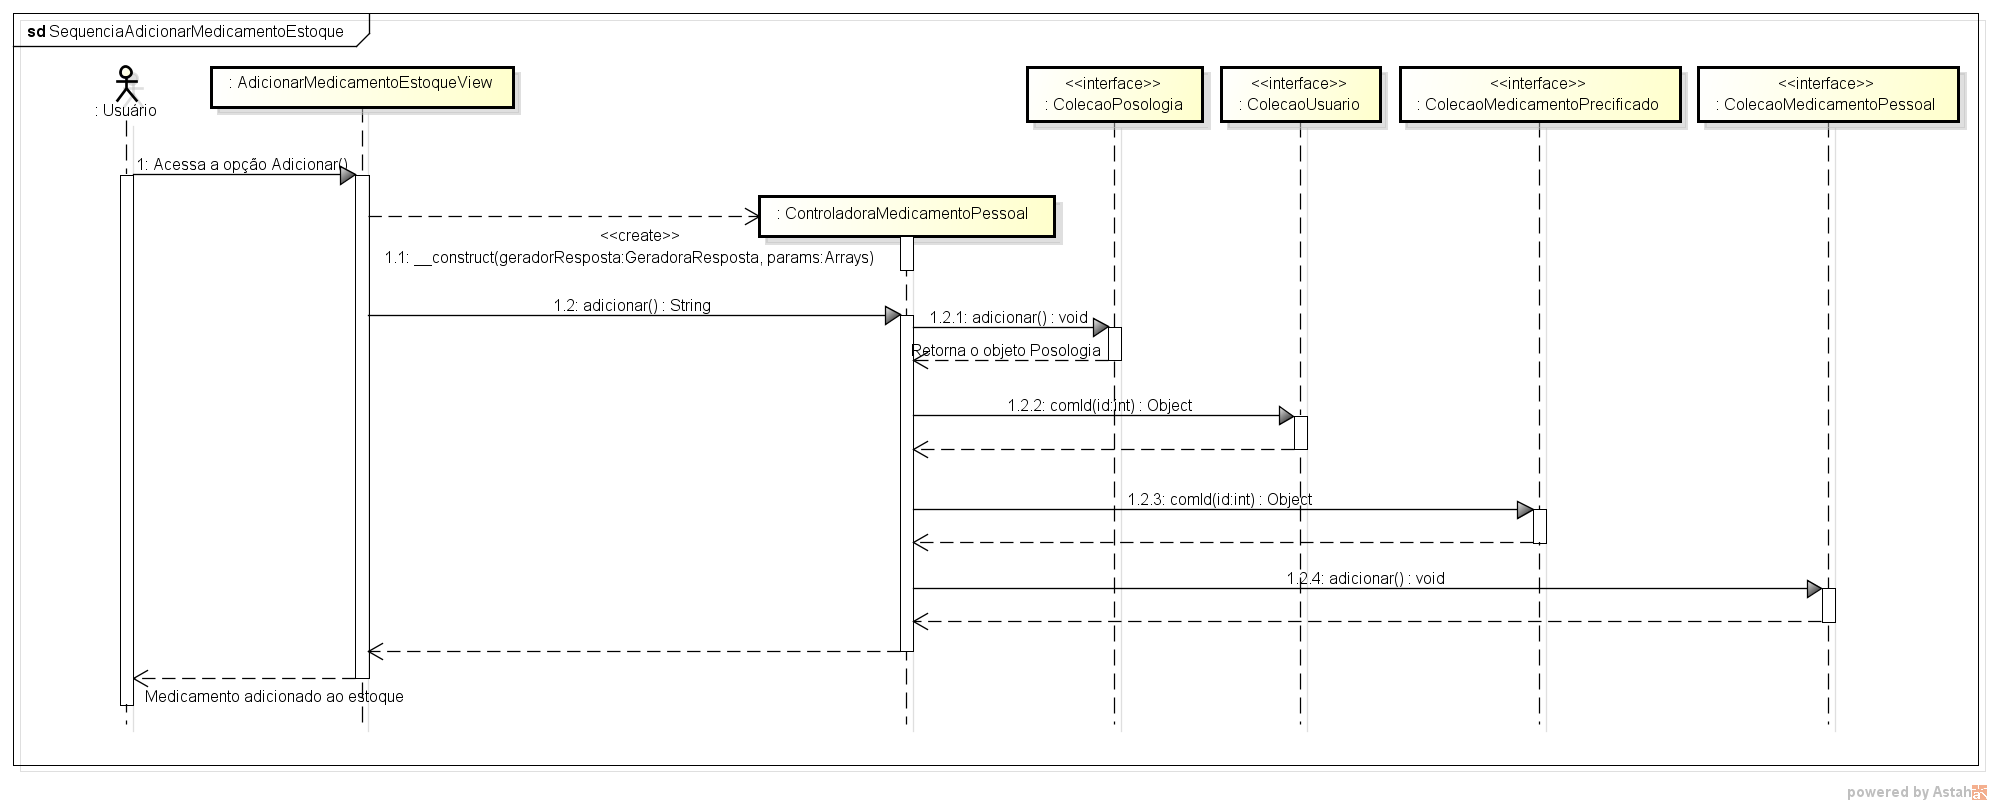 sd SequenciaAdicionarMedicamentoEstoque
: Usuário
: AdicionarMedicamentoEstoqueView
<<interface>>
: ColecaoPosologia
<<interface>>
: ColecaoUsuario
<<interface>>
: ColecaoMedicamentoPrecificado
<<interface>>
: ColecaoMedicamentoPessoal
1: Acessa a opção Adicionar()
: ControladoraMedicamentoPessoal
<<create>>
1.1: __construct(geradorResposta:GeradoraResposta, params:Arrays)
1.2: adicionar() : String
1.2.1: adicionar() : void
Retorna o objeto Posologia
1.2.2: comId(id:int) : Object
1.2.3: comId(id:int) : Object
1.2.4: adicionar() : void
Medicamento adicionado ao estoque
powered by Astah